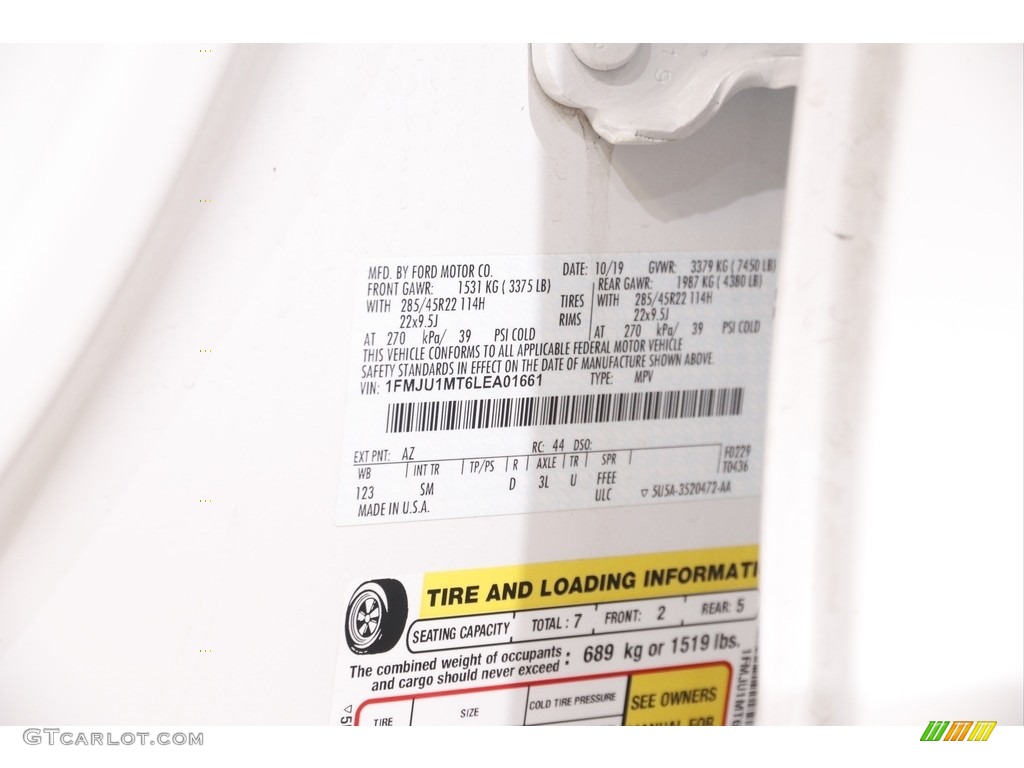 MFD. BY FORD MOTOR CO. DATE: 10/19 GVWR: 3379 KG ( 7450 LB)
FRONT GAWR: 1531 KG ( 3375 LB) REAR GAWR: 1987 KG ( 4380 LB)
WITH 285/45R22 114H TIRES WITH 285/45R22 114H
22x9.5J RIMS 22x9.5J
AT 270 kPa/ 39 PSI COLD AT 270 kPa/ 39 PSI COLD
THIS VEHICLE CONFORMS TO ALL APPLICABLE FEDERAL MOTOR VEHICLE
SAFETY STANDARDS IN EFFECT ON THE DATE OF MANUFACTURE SHOWN ABOVE.
VIN: 1FMJU1MT6LEA01661 TYPE: MPV
EXT PNT: AZ RC: 44 DSO: F0229
WB INT TR TP/PS R AXLE TR SPR T0436
123 SM D 3L U FFEE
ULC ▽ 5U5A-3520472-AA
MADE IN U.S.A.
TIRE AND LOADING INFORMATI
SEATING CAPACITY TOTAL : 7 FRONT: 2 REAR: 5
The combined weight of occupants
and cargo should never exceed : 689 kg or 1519 lbs.
TIRE SIZE COLD TIRE PRESSURE SEE OWNERS
MANUAL FOR
▽5
1FMJU1MT6
GTCARLOT.COM